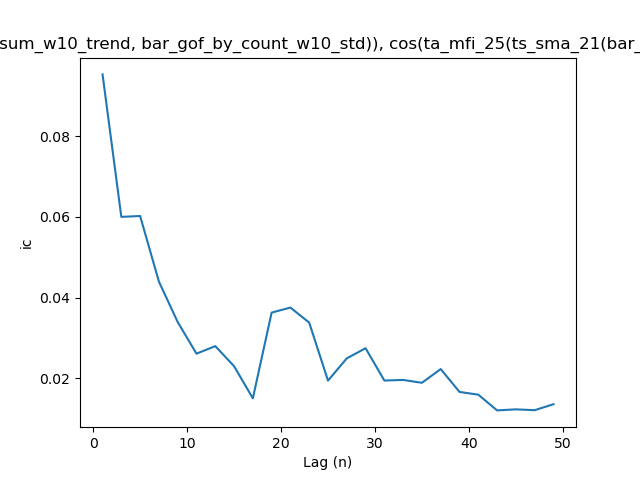 sum_w10_trend, bar_gof_by_count_w10_std)), cos(ta_mfi_25(ts_sma_21(bar_
0.08
0.06
0.04
0.02
ic
0 10 20 30 40 50
Lag (n)